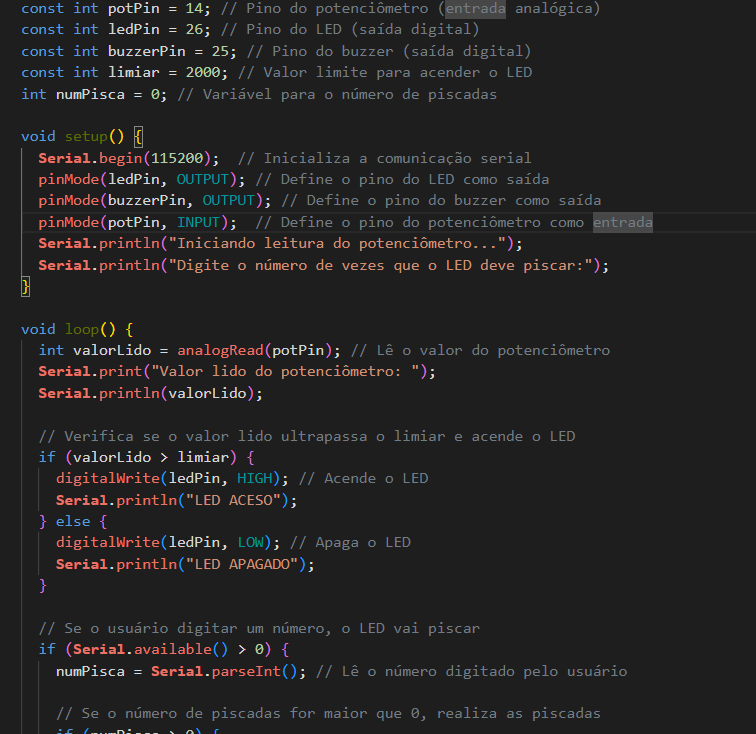 const int potPin = 14; // Pino do potenciômetro (entrada analógica)
const int ledPin = 26; // Pino do LED (saída digital)
const int buzzerPin = 25; // Pino do buzzer (saída digital)
const int limiar = 2000; // Valor limite para acender o LED
int numPisca = 0; // Variável para o número de piscadas

void setup() {
  Serial.begin(115200);  // Inicializa a comunicação serial
  pinMode(ledPin, OUTPUT); // Define o pino do LED como saída
  pinMode(buzzerPin, OUTPUT); // Define o pino do buzzer como saída
  pinMode(potPin, INPUT);  // Define o pino do potenciômetro como entrada
  Serial.println("Iniciando leitura do potenciômetro...");
  Serial.println("Digite o número de vezes que o LED deve piscar:");
}

void loop() {
  int valorLido = analogRead(potPin); // Lê o valor do potenciômetro
  Serial.print("Valor lido do potenciômetro: ");
  Serial.println(valorLido);

  // Verifica se o valor lido ultrapassa o limiar e acende o LED
  if (valorLido > limiar) {
    digitalWrite(ledPin, HIGH); // Acende o LED
    Serial.println("LED ACESO");
  } else {
    digitalWrite(ledPin, LOW); // Apaga o LED
    Serial.println("LED APAGADO");
  }

  // Se o usuário digitar um número, o LED vai piscar
  if (Serial.available() > 0) {
    numPisca = Serial.parseInt(); // Lê o número digitado pelo usuário

    // Se o número de piscadas for maior que 0, realiza as piscadas
    if (numPisca > 0) {